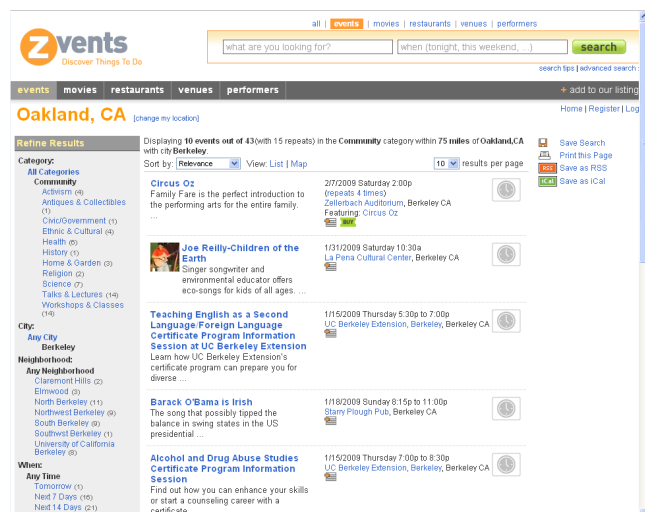 all | events | movies | restaurants | venues | performers
zvents
Discover Things To Do
what are you looking for?
when (tonight, this weekend, ...)
search
search tips | advanced search
events
movies
restaurants
venues
performers
+ add to our listing
Oakland, CA [change my location]
Home | Register | Log
Refine Results
Category:
All Categories
Community
Activism (4)
Antiques & Collectibles
(1)
Civic/Government (1)
Ethnic & Cultural (4)
Health (6)
History (1)
Home & Garden (3)
Religion (2)
Science (7)
Talks & Lectures (14)
Workshops & Classes
(14)
City:
Any City
Berkeley
Neighborhood:
Any Neighborhood
Claremont Hills (2)
Elmwood (3)
North Berkeley (11)
Northwest Berkeley (9)
South Berkeley (9)
Southwst Berkeley (1)
University of California
Berkeley (8)
When:
Any Time
Tomorrow (1)
Next 7 Days (16)
Next 14 Days (21)
Displaying 10 events out of 43(with 15 repeats) in the Community category within 75 miles of Oakland,CA
with city Berkeley.
Sort by: Relevance View: List | Map
10 results per page
Circus Oz
Family Fare is the perfect introduction to
the performing arts for the entire family.
...
2/7/2009 Saturday 2:00p
(repeats 4 times)
Zellerbach Auditorium, Berkeley CA
Featuring: Circus Oz
BUY
Joe Reilly-Children of the
Earth
Singer songwriter and
environmental educator offers
eco-songs for kids of all ages. ...
1/31/2009 Saturday 10:30a
La Pena Cultural Center, Berkeley CA
Teaching English as a Second
Language/Foreign Language
Certificate Program Information
Session at UC Berkeley Extension
Learn how UC Berkeley Extension's
certificate program can prepare you for
diverse ...
1/15/2009 Thursday 5:30p to 7:00p
UC Berkeley Extension, Berkeley, Berkeley CA
Barack O'Bama is Irish
The song that possibly tipped the
balance in swing states in the US
presidential ...
1/18/2009 Sunday 8:15p to 11:00p
Starry Plough Pub, Berkeley CA
Alcohol and Drug Abuse Studies
Certificate Program Information
Session
Find out how you can enhance your skills
or start a counseling career with a
certificate
1/15/2009 Thursday 7:00p to 8:30p
UC Berkeley Extension, Berkeley, Berkeley CA
Save Search
Print this Page
RSS Save as RSS
iCal Save as iCal